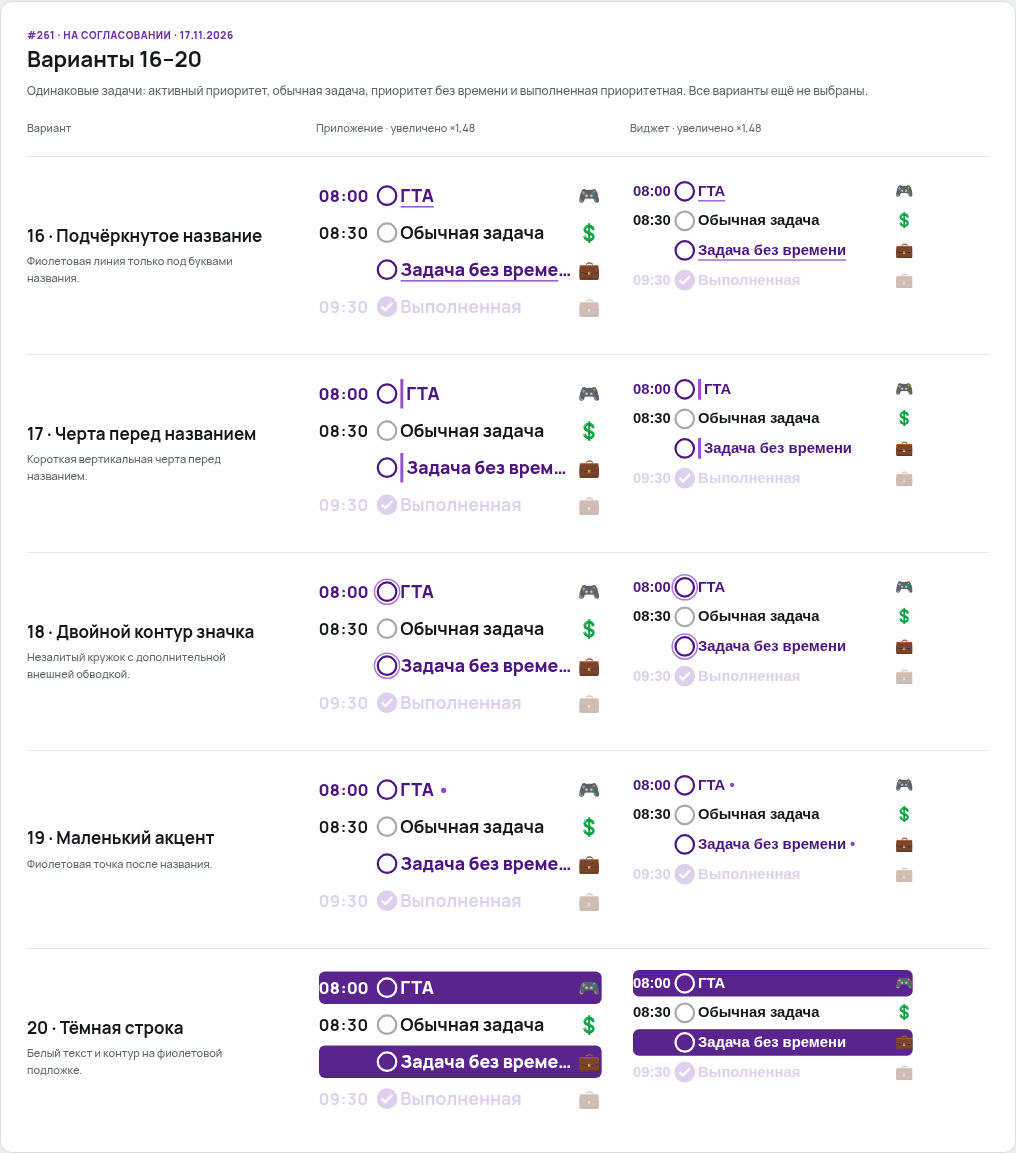 #261 · НА СОГЛАСОВАНИИ · 17.11.2026
Варианты 16–20
Одинаковые задачи: активный приоритет, обычная задача, приоритет без времени и выполненная приоритетная. Все варианты ещё не выбраны.
Вариант Приложение · увеличено ×1,48 Виджет · увеличено ×1,48
16 · Подчёркнутое название
Фиолетовая линия только под буквами
названия.
08:00 ГТА
08:30 Обычная задача
Задача без време…
09:30 Выполненная
08:00 ГТА
08:30 Обычная задача
Задача без времени
09:30 Выполненная
17 · Черта перед названием
Короткая вертикальная черта перед
названием.
08:00 ГТА
08:30 Обычная задача
Задача без врем…
09:30 Выполненная
08:00 ГТА
08:30 Обычная задача
Задача без времени
09:30 Выполненная
18 · Двойной контур значка
Незалитый кружок с дополнительной
внешней обводкой.
08:00 ГТА
08:30 Обычная задача
Задача без време…
09:30 Выполненная
08:00 ГТА
08:30 Обычная задача
Задача без времени
09:30 Выполненная
19 · Маленький акцент
Фиолетовая точка после названия.
08:00 ГТА •
08:30 Обычная задача
Задача без време…
09:30 Выполненная
08:00 ГТА •
08:30 Обычная задача
Задача без времени •
09:30 Выполненная
20 · Тёмная строка
Белый текст и контур на фиолетовой
подложке.
08:00 ГТА
08:30 Обычная задача
Задача без време…
09:30 Выполненная
08:00 ГТА
08:30 Обычная задача
Задача без времени
09:30 Выполненная